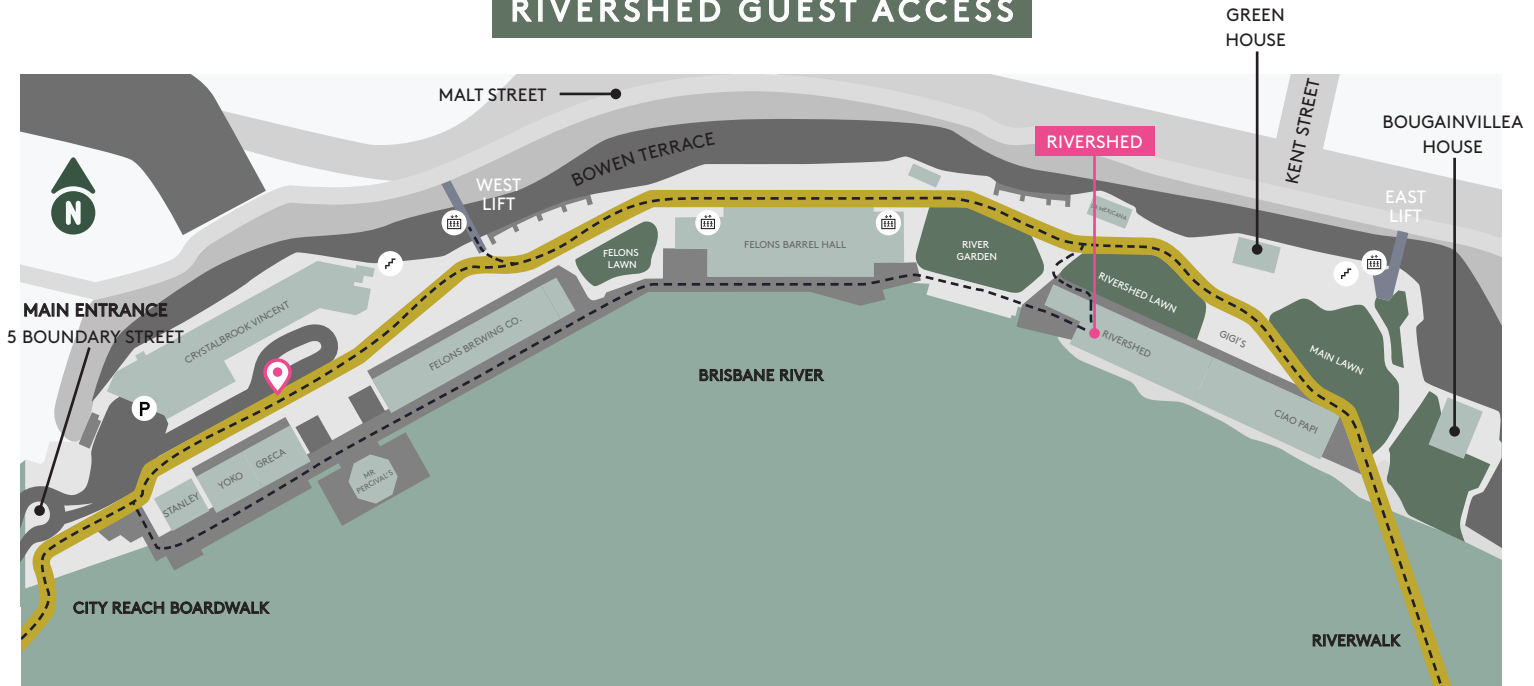 RIVERSHED GUEST ACCESS
GREEN
HOUSE
MALT STREET
KENT STREET
BOUGAINVILLEA
HOUSE
RIVERSHED
BOWEN TERRACE
WEST
LIFT
EAST
LIFT
N
MEXICANA
FELONS BARREL HALL
RIVER
GARDEN
FELONS
LAWN
RIVERSHED LAWN
MAIN ENTRANCE
5 BOUNDARY STREET
CRYSTALBROOK VINCENT
FELONS BREWING CO.
RIVERSHED
GIGI'S
MAIN LAWN
BRISBANE RIVER
P
CIAO PAPI
GRECA
YOKO
STANLEY
MR
PERCIVAL'S
CITY REACH BOARDWALK
RIVERWALK